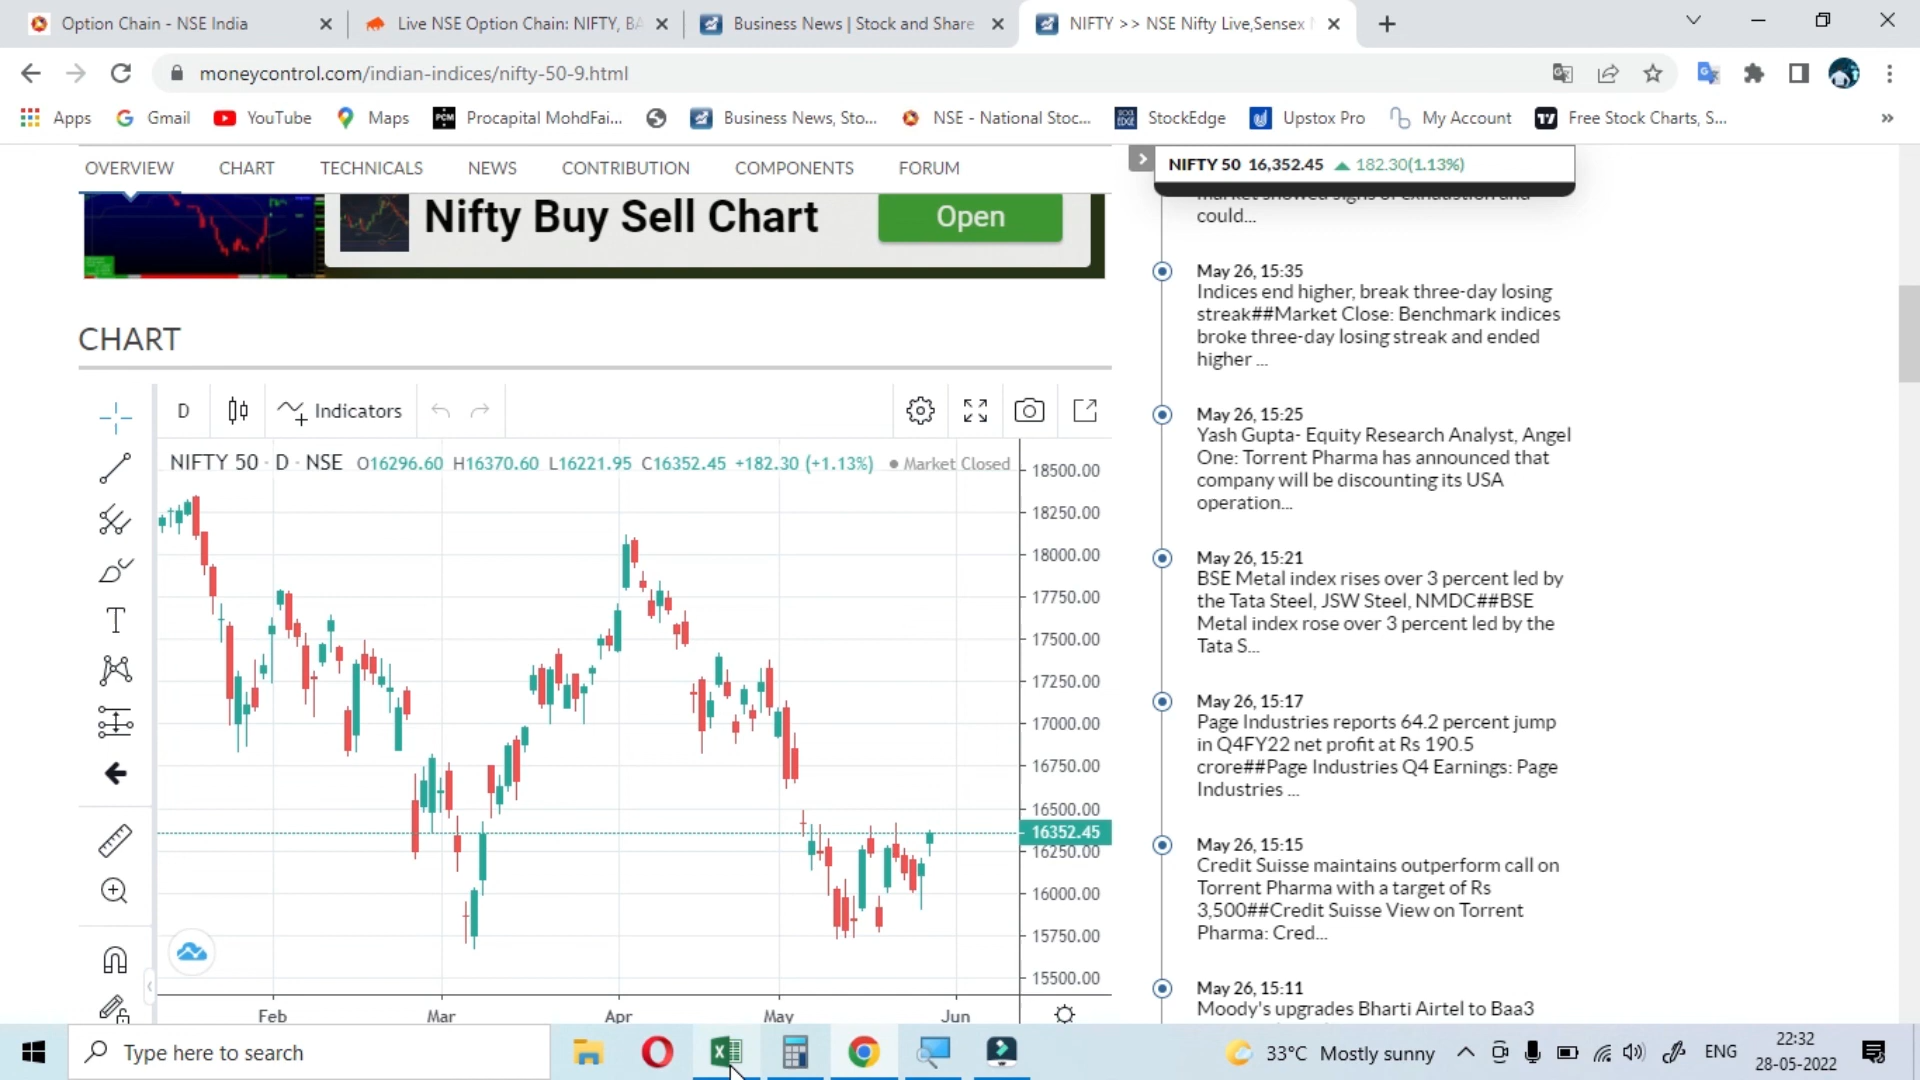 Option Chain - NSE India
Live NSE Option Chain: NIFTY, BA
Business News | Stock and Share
NIFTY >> NSE Nifty Live,Sensex
moneycontrol.com/indian-indices/nifty-50-9.html
Apps
Gmail
YouTube
Maps
PCM
Procapital MohdFai...
Business News, Sto...
NSE - National Stoc...
StockEdge
Upstox Pro
My Account
Free Stock Charts, S...
OVERVIEW
CHART
TECHNICALS
NEWS
CONTRIBUTION
COMPONENTS
FORUM
NIFTY 50 16,352.45 ▲ 182.30(1.13%)
Nifty Buy Sell Chart
Open
market showed signs of exhaustion and
could...
May 26, 15:35
Indices end higher, break three-day losing
streak##Market Close: Benchmark indices
broke three-day losing streak and ended
higher ...
May 26, 15:25
Yash Gupta- Equity Research Analyst, Angel
One: Torrent Pharma has announced that
company will be discounting its USA
operation...
May 26, 15:21
BSE Metal index rises over 3 percent led by
the Tata Steel, JSW Steel, NMDC##BSE
Metal index rose over 3 percent led by the
Tata S...
May 26, 15:17
Page Industries reports 64.2 percent jump
in Q4FY22 net profit at Rs 190.5
crore##Page Industries Q4 Earnings: Page
Industries ...
May 26, 15:15
Credit Suisse maintains outperform call on
Torrent Pharma with a target of Rs
3,500##Credit Suisse View on Torrent
Pharma: Cred...
May 26, 15:11
Moody's upgrades Bharti Airtel to Baa3
CHART
D
Indicators
NIFTY 50 · D · NSE O16296.60 H16370.60 L16221.95 C16352.45 +182.30 (+1.13%) ● Market Closed
18500.00
18250.00
18000.00
17750.00
17500.00
17250.00
17000.00
16750.00
16500.00
16352.45
16250.00
16000.00
15750.00
15500.00
Feb
Mar
Apr
May
Jun
Type here to search
33°C Mostly sunny
ENG
22:32
28-05-2022